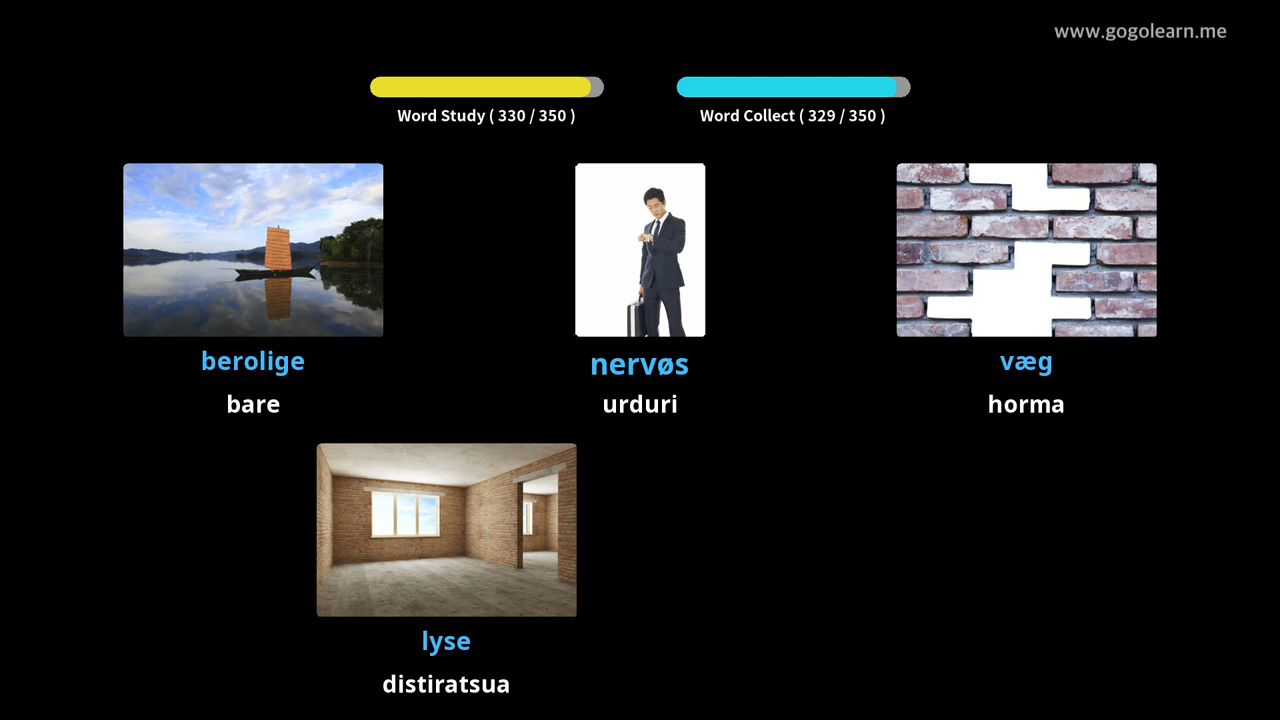 www.gogolearn.me
Word Study ( 330 / 350 )
Word Collect ( 329 / 350 )
berolige
nervøs
væg
bare
urduri
horma
lyse
distiratsua